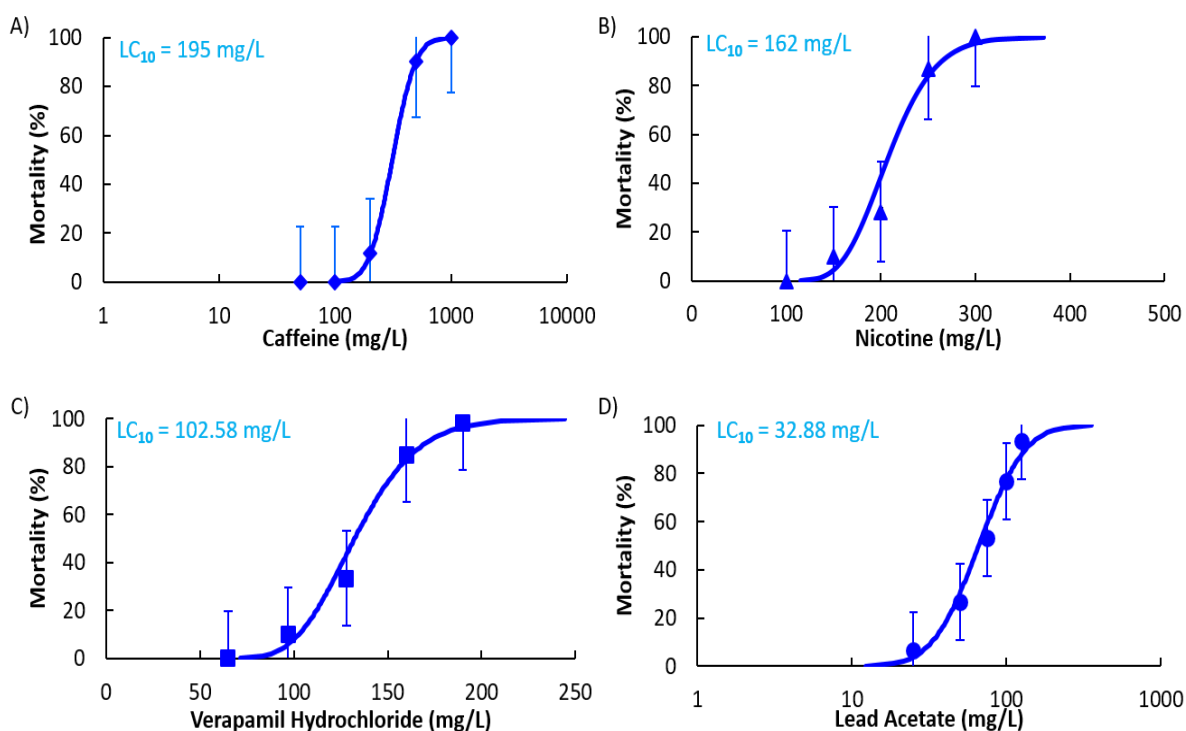 A)
LC10 = 195 mg/L
Mortality (%)
100
80
60
40
20
0
1 10 100 1000 10000
Caffeine (mg/L)
B)
LC10 = 162 mg/L
Mortality (%)
100
80
60
40
20
0
0 100 200 300 400 500
Nicotine (mg/L)
C)
LC10 = 102.58 mg/L
Mortality (%)
100
80
60
40
20
0
0 50 100 150 200 250
Verapamil Hydrochloride (mg/L)
D)
LC10 = 32.88 mg/L
Mortality (%)
100
80
60
40
20
0
1 10 100 1000
Lead Acetate (mg/L)